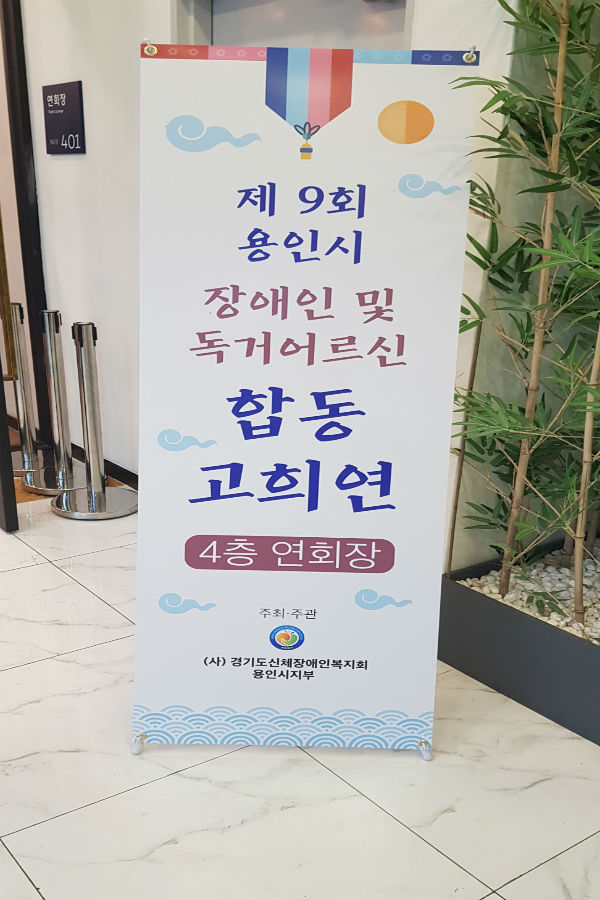 연회장
401
제 9회
용인시
장애인 및
독거어르신
합동
고희연
4층 연회장
주최·주관
(사) 경기도신체장애인복지회
용인시지부